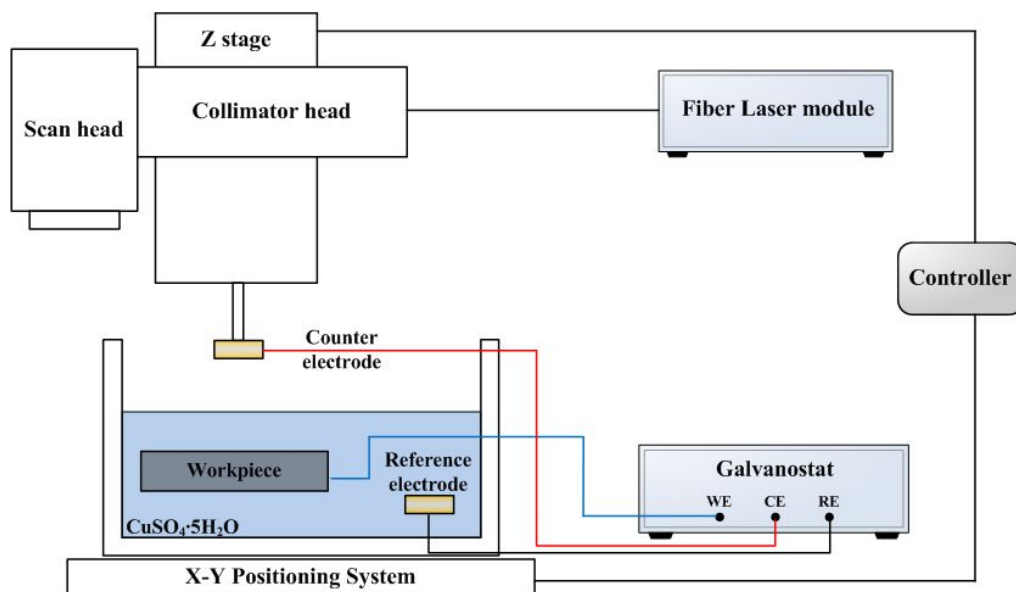 Z stage
Scan head
Collimator head
Fiber Laser module
Controller
Counter
electrode
Workpiece
Reference
electrode
CuSO₄·5H₂O
Galvanostat
WE CE RE
X-Y Positioning System